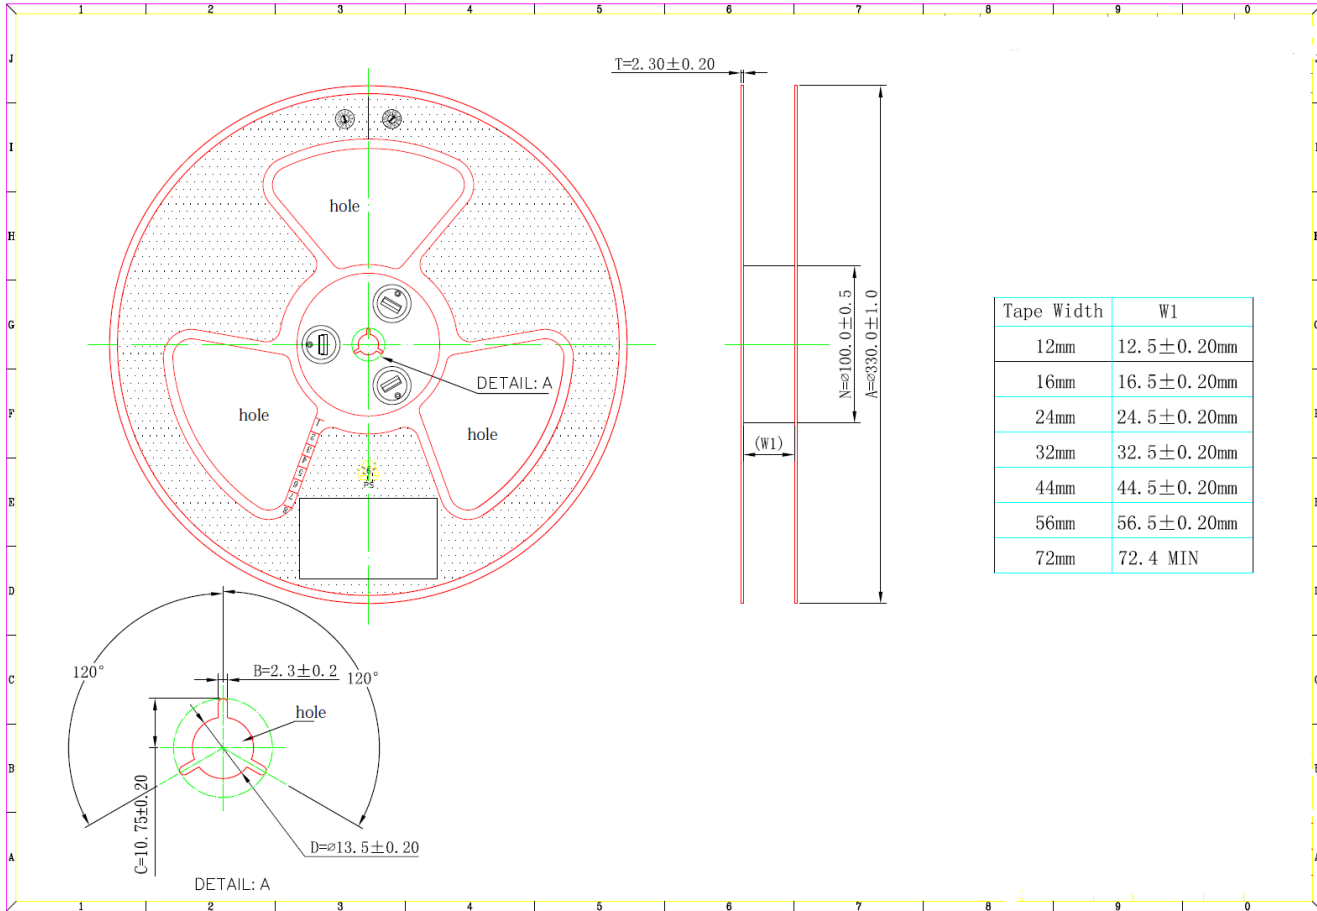 1 2 3 4 5 6 7 8 9 0
J
I
H
G
F
E
D
C
B
A
T=2.30±0.20
hole
hole
hole
DETAIL: A
PS
(W1)
N=⌀100.0±0.5
A=⌀330.0±1.0
Tape Width W1
12mm 12.5±0.20mm
16mm 16.5±0.20mm
24mm 24.5±0.20mm
32mm 32.5±0.20mm
44mm 44.5±0.20mm
56mm 56.5±0.20mm
72mm 72.4 MIN
120°
B=2.3±0.2
120°
hole
C=10.75±0.20
D=⌀13.5±0.20
DETAIL: A
1 2 3 4 5 6 7 8 9 0